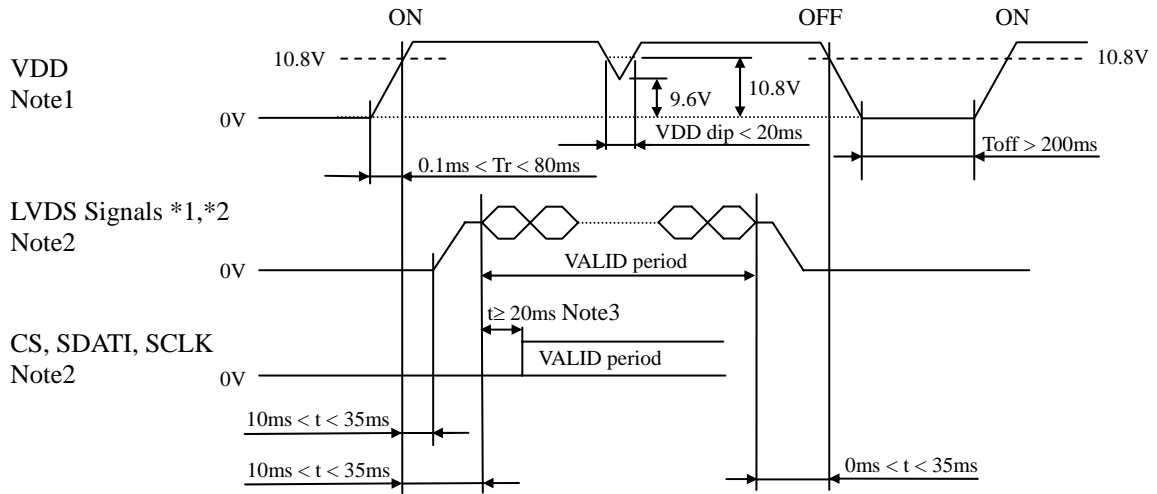 ON OFF ON
VDD
Note1
10.8V
10.8V
10.8V
9.6V
0V
VDD dip < 20ms
Toff > 200ms
0.1ms < Tr < 80ms
LVDS Signals *1,*2
Note2
0V
VALID period
t≥ 20ms Note3
CS, SDATI, SCLK
Note2
VALID period
0V
10ms < t < 35ms
10ms < t < 35ms
0ms < t < 35ms